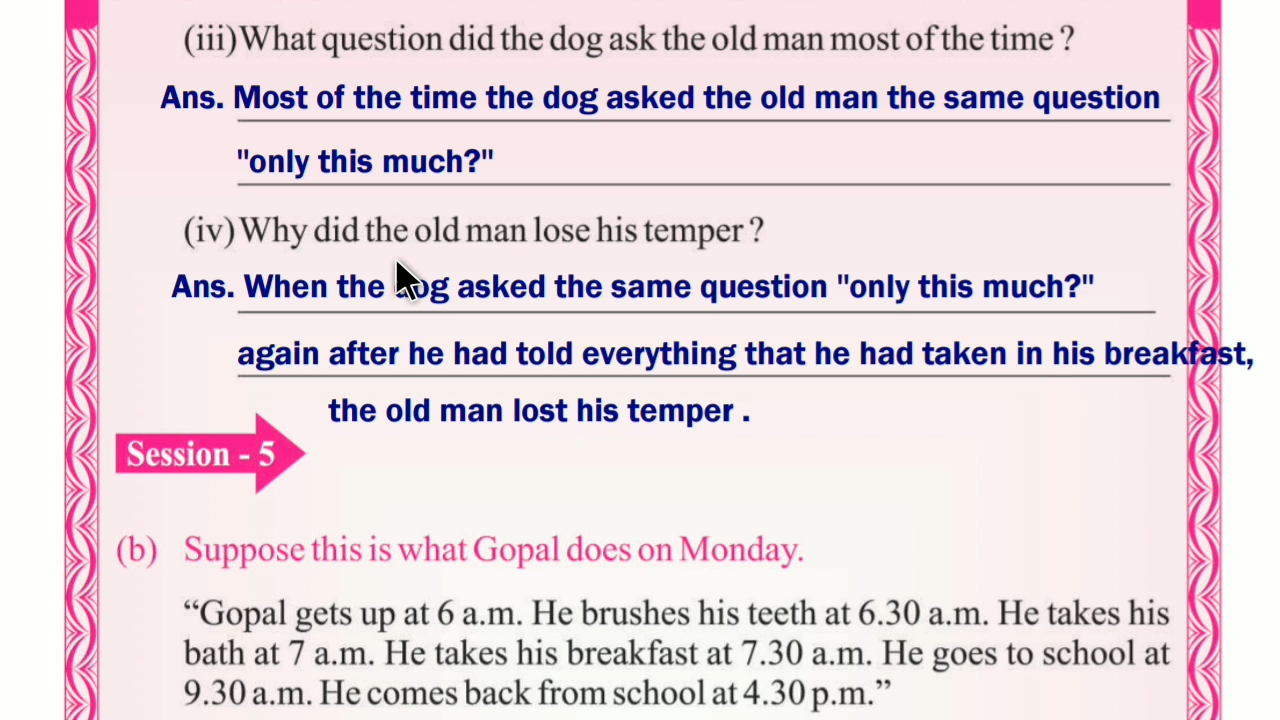 (iii) What question did the dog ask the old man most of the time ?
Ans. Most of the time the dog asked the old man the same question
"only this much?"
(iv) Why did the old man lose his temper ?
Ans. When the dog asked the same question "only this much?"
again after he had told everything that he had taken in his breakfast,
the old man lost his temper .
Session - 5
(b) Suppose this is what Gopal does on Monday.
“Gopal gets up at 6 a.m. He brushes his teeth at 6.30 a.m. He takes his
bath at 7 a.m. He takes his breakfast at 7.30 a.m. He goes to school at
9.30 a.m. He comes back from school at 4.30 p.m.”